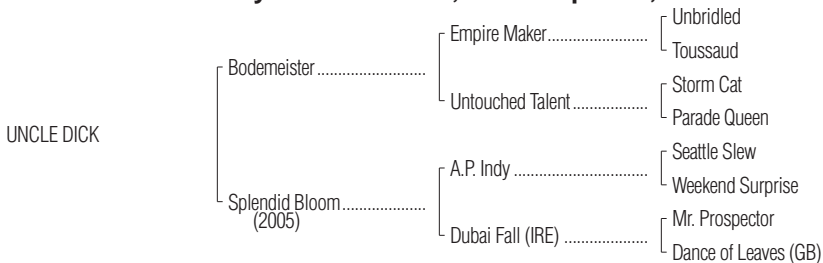 Unbridled
Empire Maker........................
Toussaud
Bodemeister..........................
Storm Cat
Untouched Talent..................
Parade Queen
UNCLE DICK
Seattle Slew
A.P. Indy ................................
Weekend Surprise
Splendid Bloom....................
(2005)
Mr. Prospector
Dubai Fall (IRE) ....................
Dance of Leaves (GB)